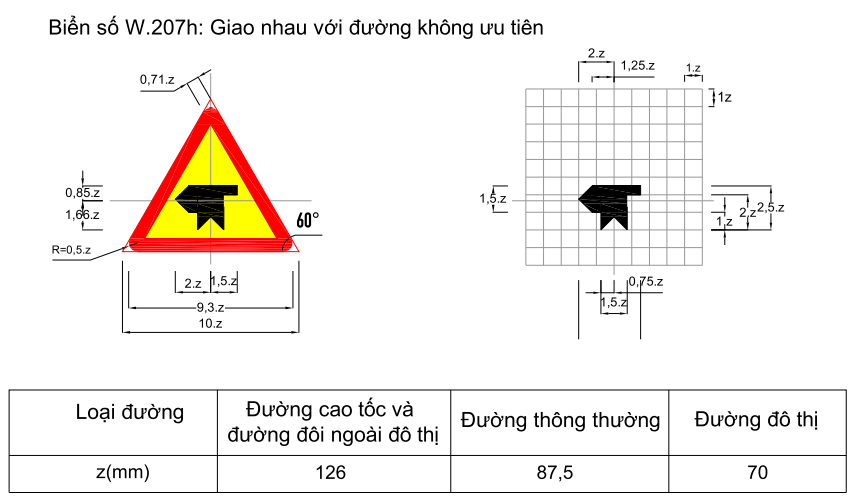 Biển số W.207h: Giao nhau với đường không ưu tiên
0,71.z
0,85.z
1,66.z
60°
R=0,5.z
2.z
1,5.z
9,3.z
10.z
2.z
1,25.z
1.z
1z
1,5.z
1.z
2.z
2,5.z
0,75.z
1,5.z
Loại đường
Đường cao tốc và
đường đôi ngoài đô thị
Đường thông thường
Đường đô thị
z(mm)
126
87,5
70